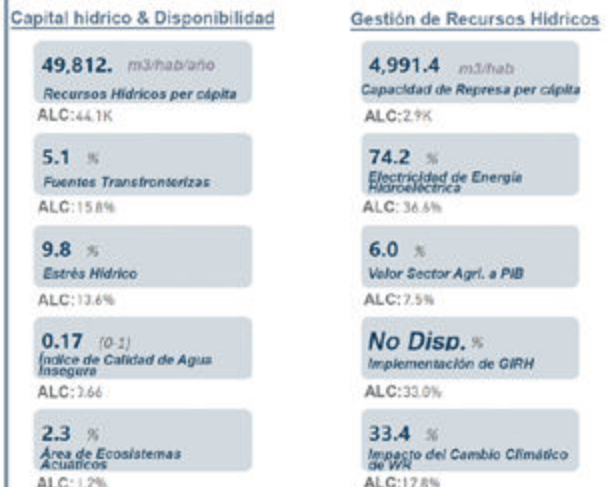 Capital hídrico & Disponibilidad
49,812. m3/hab/año
Recursos Hídricos per cápita
ALC:44.1K
5.1 %
Fuentes Transfronterizas
ALC:15.8%
9.8 %
Estrés Hídrico
ALC:13.6%
0.17 (0-1)
Índice de Calidad de Agua
Insegura
ALC:3.66
2.3 %
Área de Ecosistemas
Acuáticos
ALC:1.2%
Gestión de Recursos Hídricos
4,991.4 m3/hab
Capacidad de Represa per cápita
ALC:2.9K
74.2 %
Electricidad de Energía
Hidroeléctrica
ALC: 36.6%
6.0 %
Valor Sector Agri. a PIB
ALC:7.5%
No Disp. %
Implementación de GIRH
ALC:33.0%
33.4 %
Impacto del Cambio Climático
de WR
ALC:17.8%